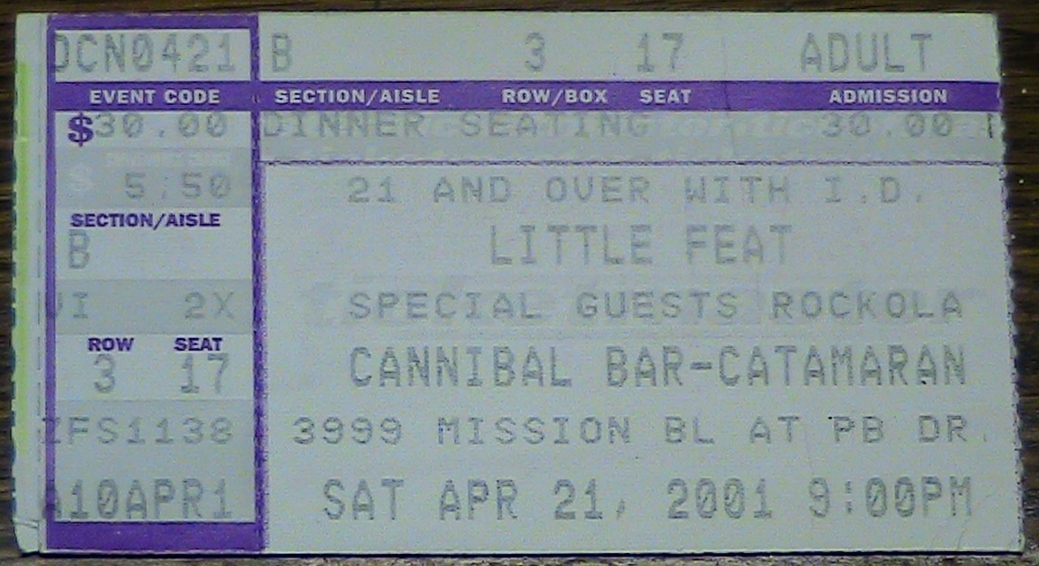 DCN0421 B 3 17 ADULT
EVENT CODE SECTION/AISLE ROW/BOX SEAT ADMISSION
$30.00 DINNER SEATING 30.00
5.50 21 AND OVER WITH I.D.
SECTION/AISLE
B LITTLE FEAT
VI 2X SPECIAL GUESTS ROCKOLA
ROW SEAT
3 17 CANNIBAL BAR-CATAMARAN
ZFS1138 3999 MISSION BL AT PB DR.
A10APR1 SAT APR 21, 2001 9:00PM